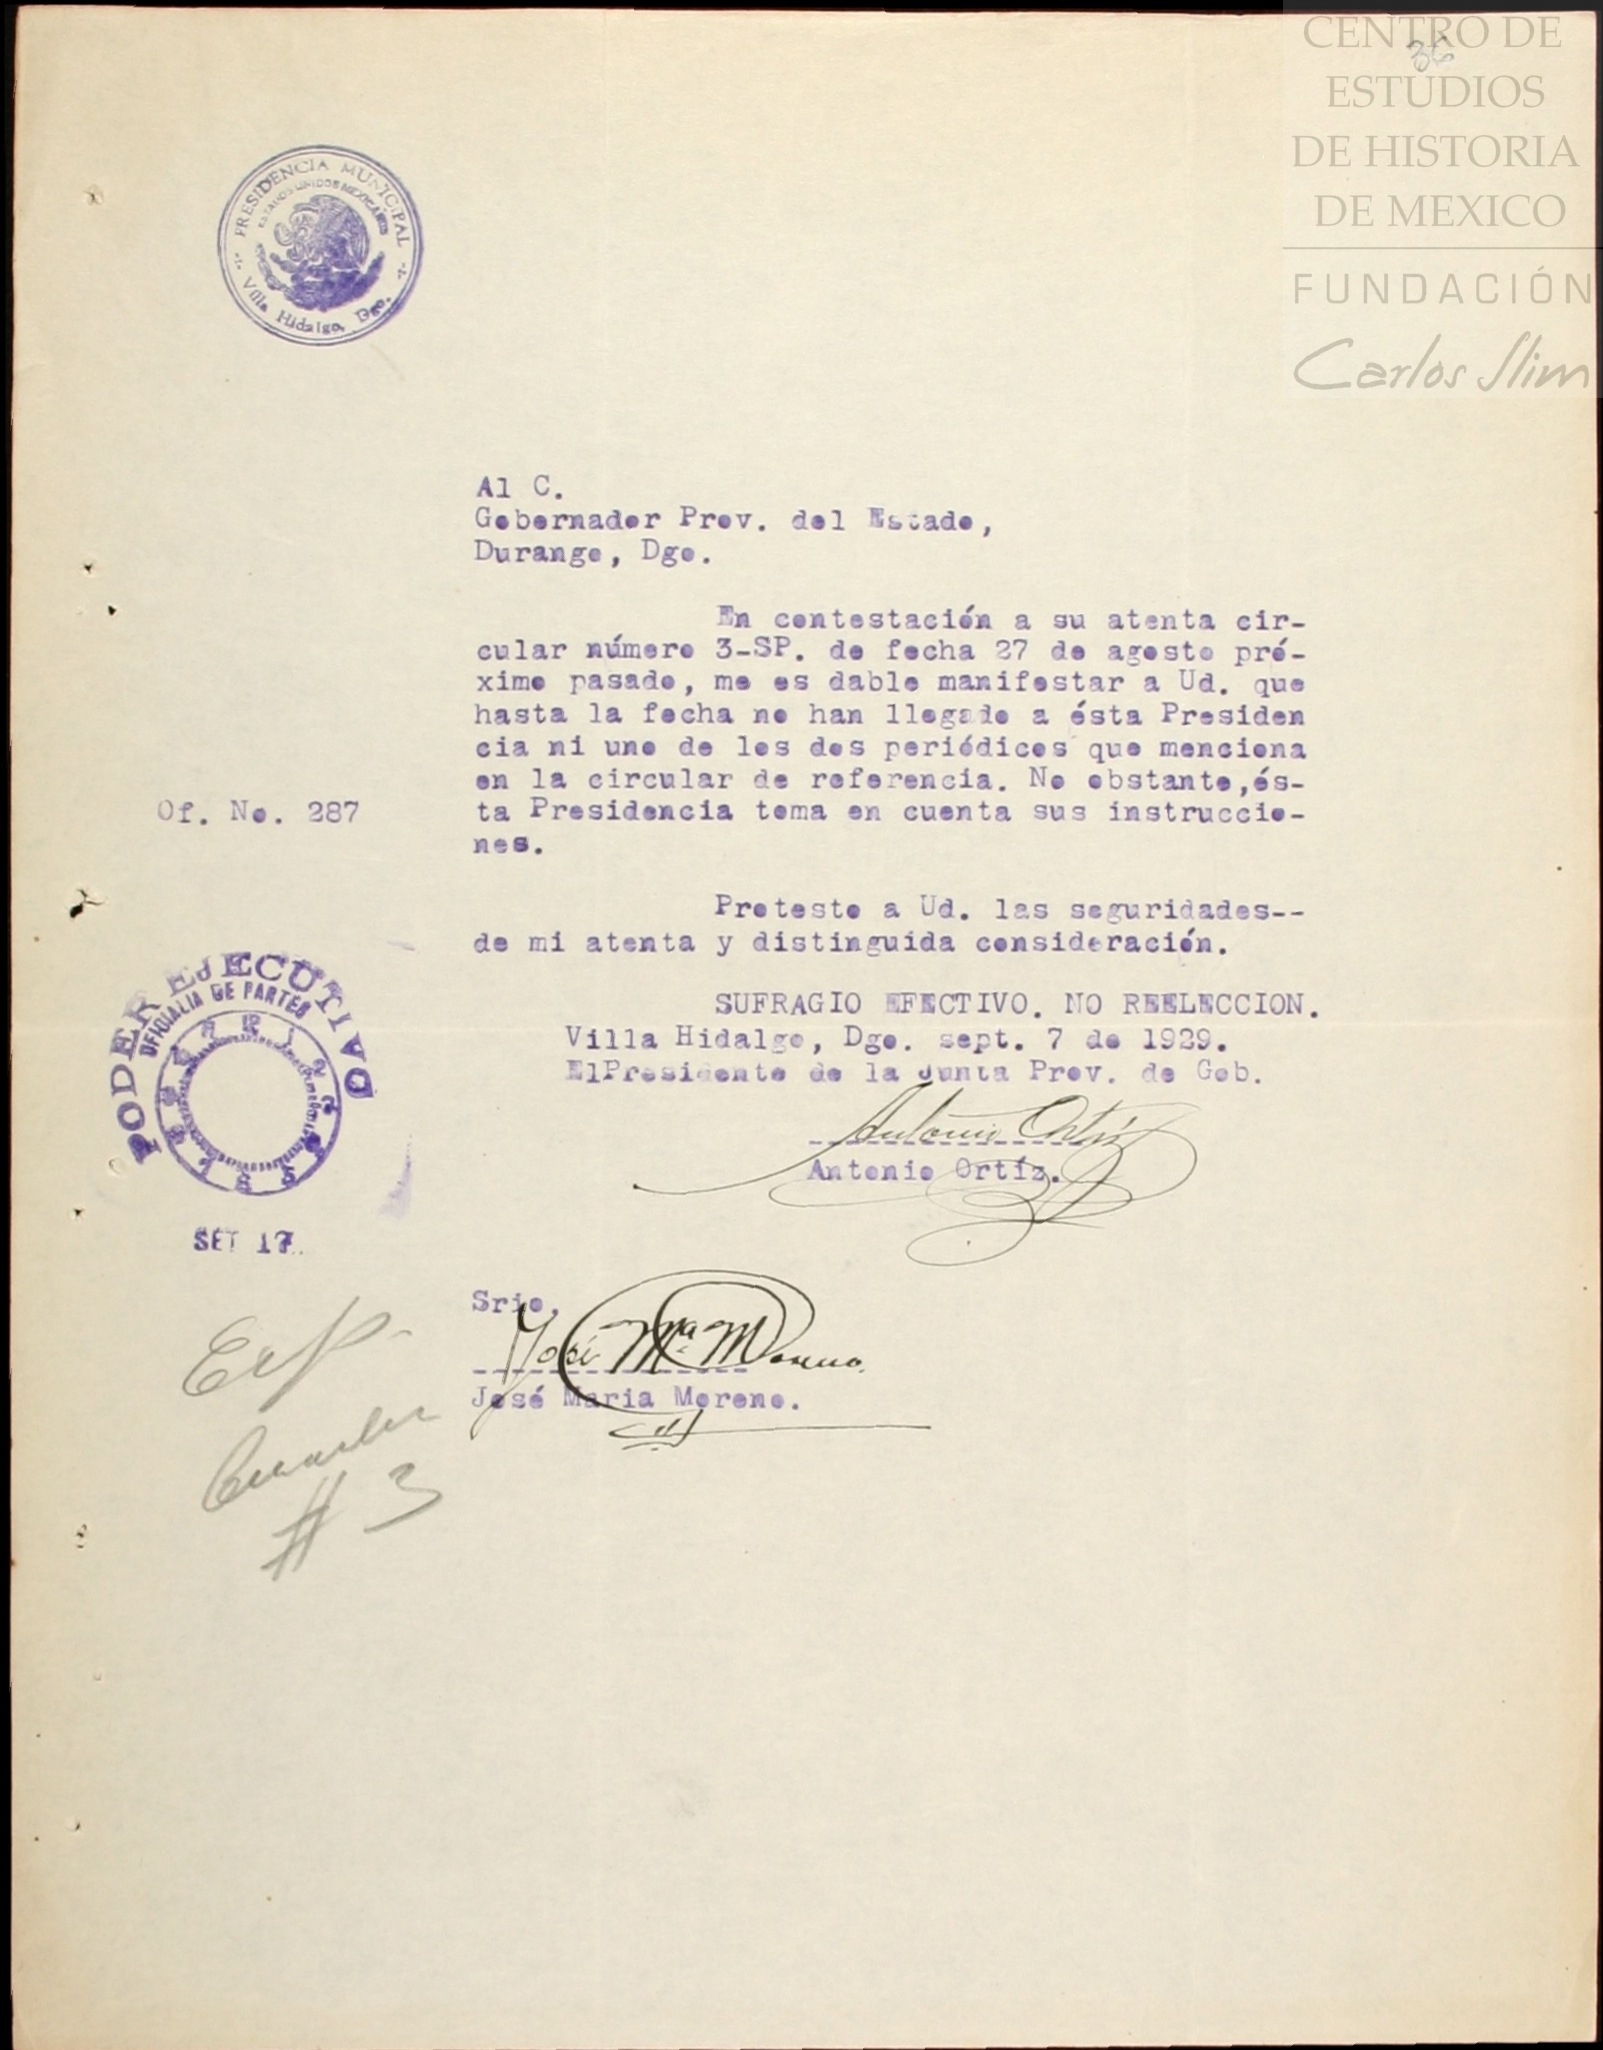 CENTRO DE
ESTUDIOS
DE HISTORIA
DE MEXICO
FUNDACIÓN
Carlos Slim
36
PRESIDENCIA MUNICIPAL
ESTADOS UNIDOS MEXICANOS
Villa Hidalgo, Dgo.
Al C.
Gobernador Prov. del Estado,
Durango, Dgo.
En contestación a su atenta cir-
cular número 3-SP. de fecha 27 de agosto pró-
ximo pasado, me es dable manifestar a Ud. que
hasta la fecha no han llegado a ésta Presiden
cia ni uno de los dos periódicos que menciona
en la circular de referencia. No obstante,és-
ta Presidencia toma en cuenta sus instruccio-
nes.
Of. No. 287
Protesto a Ud. las seguridades--
de mi atenta y distinguida consideración.
SUFRAGIO EFECTIVO. NO REELECCION.
Villa Hidalgo, Dgo. sept. 7 de 1929.
ElPresidente de la Junta Prov. de Gob.
Antonio Ortíz
Antonio Ortíz.
PODER EJECUTIVO
OFICIALIA DE PARTES
SET 17
Srio.
José Ma. Moreno.
José Maria Moreno.
Exp.
Circular
# 3